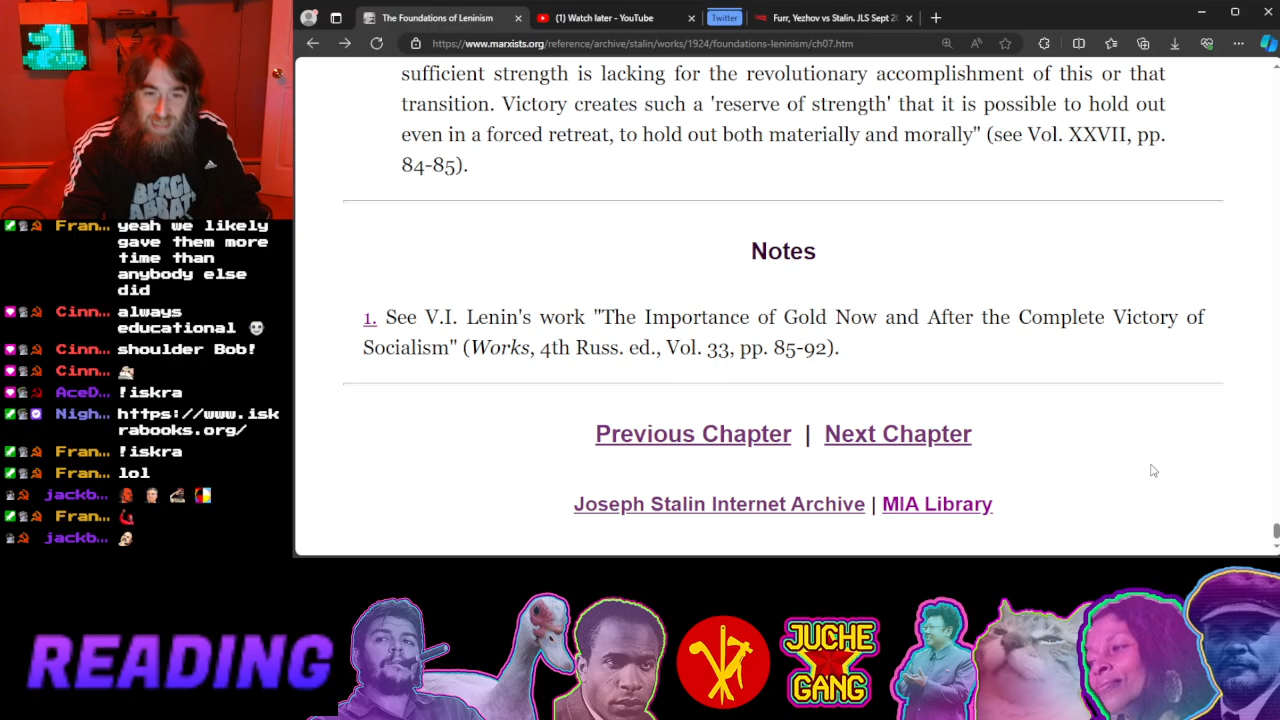 The Foundations of Leninism
(1) Watch later - YouTube
Twitter
Furr, Yezhov vs Stalin. JLS Sept 20
https://www.marxists.org/reference/archive/stalin/works/1924/foundations-leninism/ch07.htm
sufficient strength is lacking for the revolutionary accomplishment of this or that
transition. Victory creates such a 'reserve of strength' that it is possible to hold out
even in a forced retreat, to hold out both materially and morally" (see Vol. XXVII, pp.
84-85).
Notes
1. See V.I. Lenin's work "The Importance of Gold Now and After the Complete Victory of
Socialism" (Works, 4th Russ. ed., Vol. 33, pp. 85-92).
Previous Chapter | Next Chapter
Joseph Stalin Internet Archive | MIA Library
Fran... yeah we likely
gave them more
time than
anybody else
did
Cinn... always
educational
Cinn... shoulder Bob!
Cinn...
AceD... !iskra
Nigh... https://www.isk
rabooks.org/
Fran... !iskra
Fran... lol
jackb...
Fran...
jackb...
READING
JUCHE
GANG